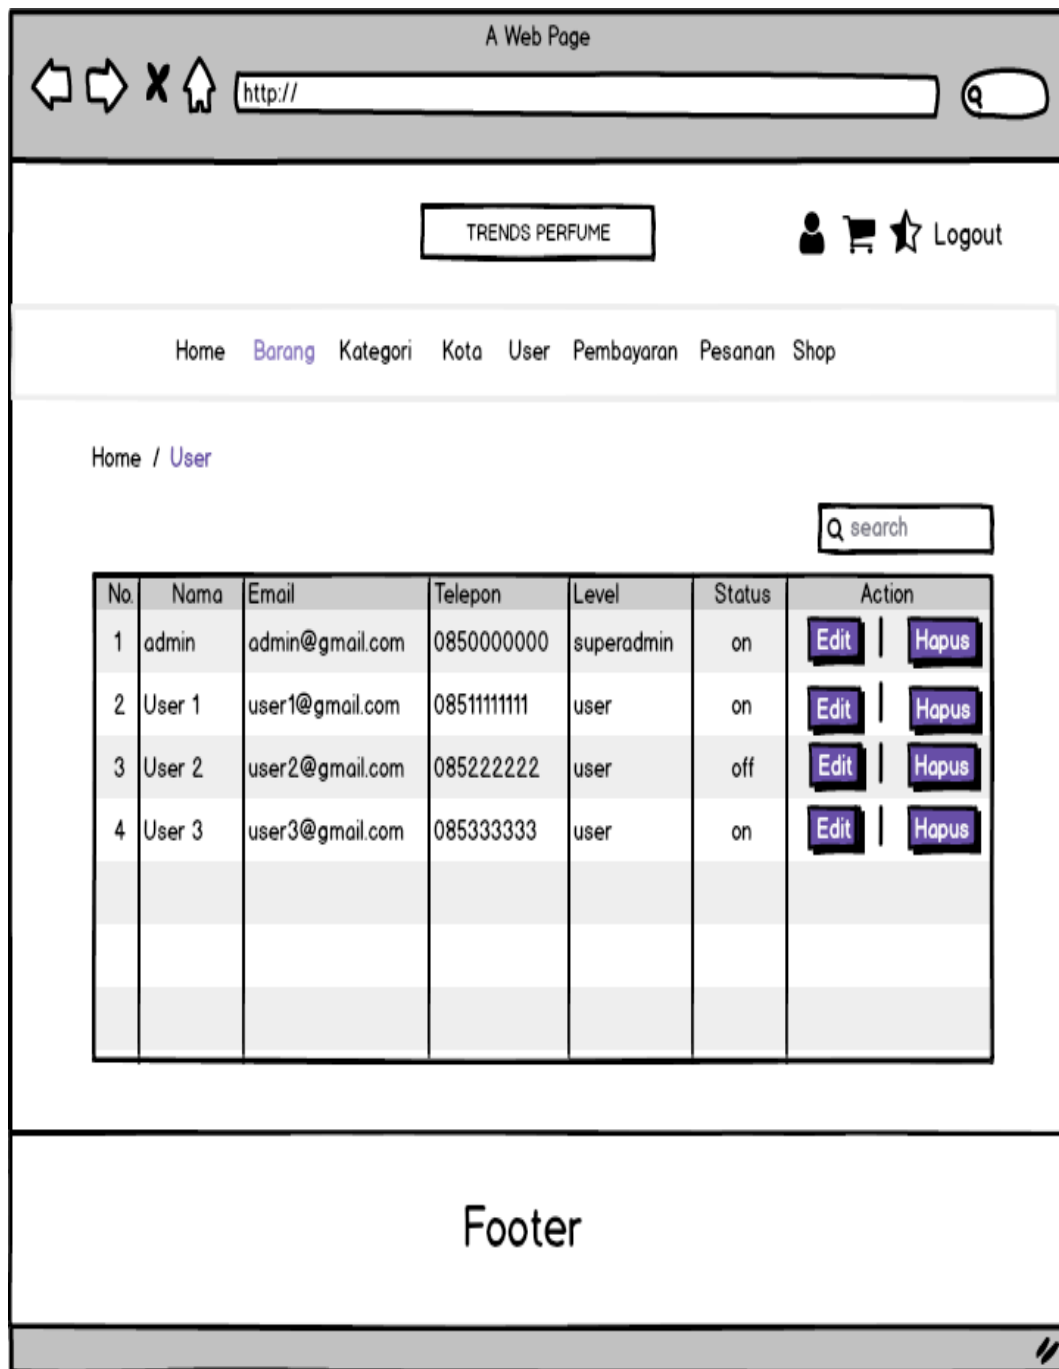 A Web Page
http://
TRENDS PERFUME
Logout
Home Barang Kategori Kota User Pembayaran Pesanan Shop
Home / User
search
No. Nama Email Telepon Level Status Action
1 admin admin@gmail.com 0850000000 superadmin on Edit | Hapus
2 User 1 user1@gmail.com 08511111111 user on Edit | Hapus
3 User 2 user2@gmail.com 085222222 user off Edit | Hapus
4 User 3 user3@gmail.com 085333333 user on Edit | Hapus
Footer